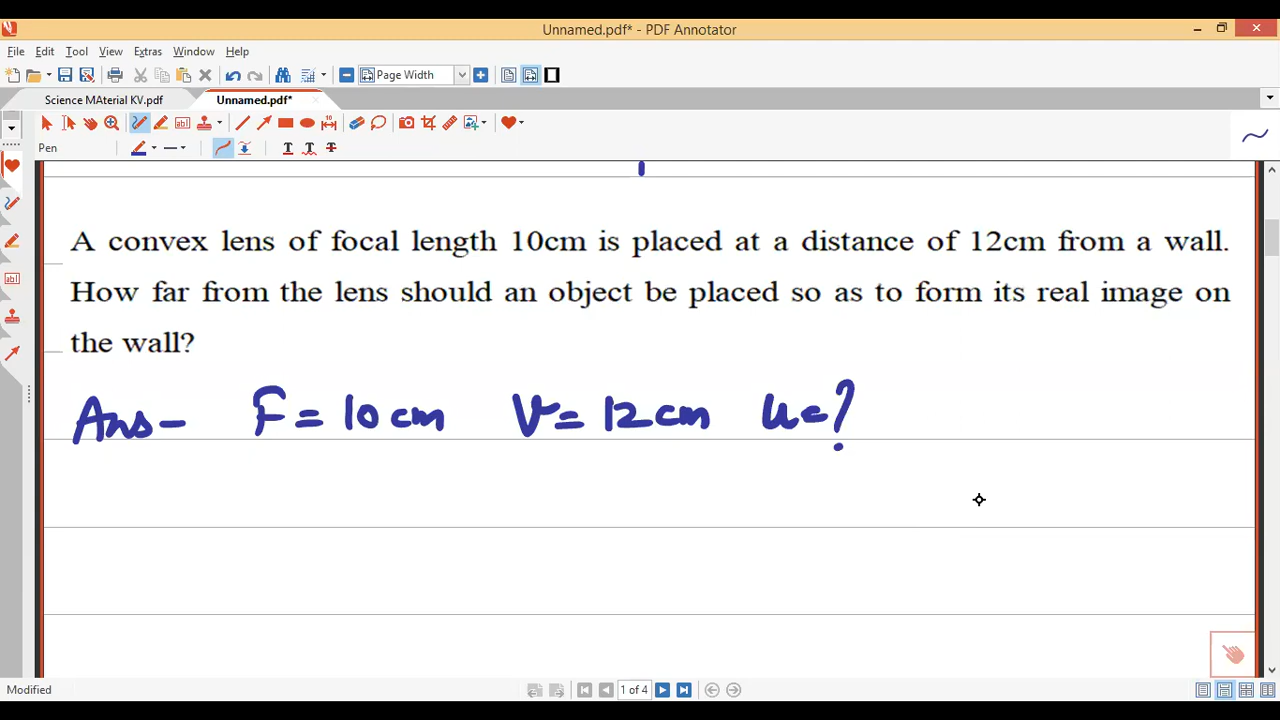 Unnamed.pdf* - PDF Annotator
File Edit Tool View Extras Window Help
Page Width
Science MAterial KV.pdf Unnamed.pdf*
Pen
A convex lens of focal length 10cm is placed at a distance of 12cm from a wall.
How far from the lens should an object be placed so as to form its real image on
the wall?
Ans- F = 10 cm V = 12 cm u = ?
Modified 1 of 4